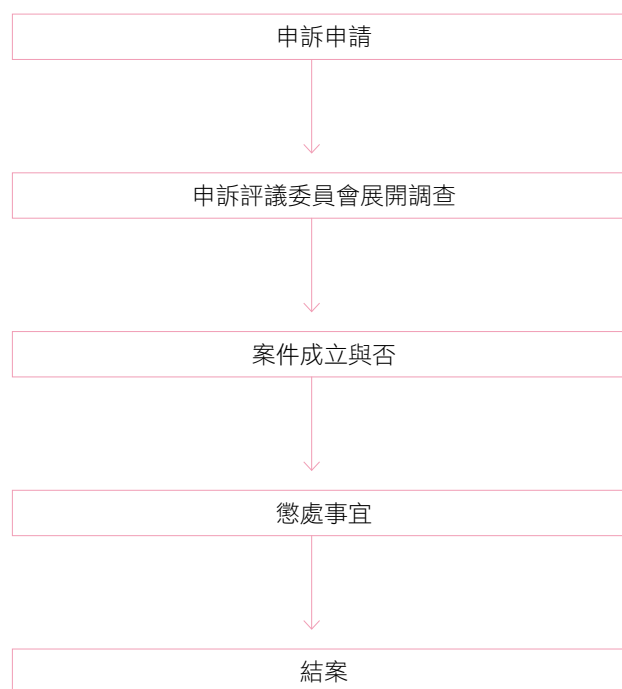 申訴申請
申訴評議委員會展開調查
案件成立與否
懲處事宜
結案